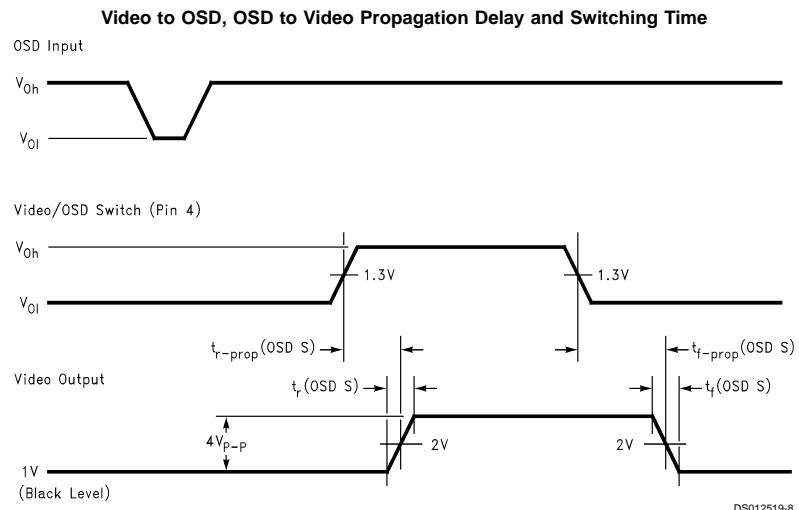 Video to OSD, OSD to Video Propagation Delay and Switching Time
OSD Input
V0h
V0l
Video/OSD Switch (Pin 4)
V0h
1.3V 1.3V
V0l
tr-prop(OSD S) tf-prop(OSD S)
Video Output
tr(OSD S) tf(OSD S)
4VP-P
2V 2V
1V
(Black Level)
DS012519-8